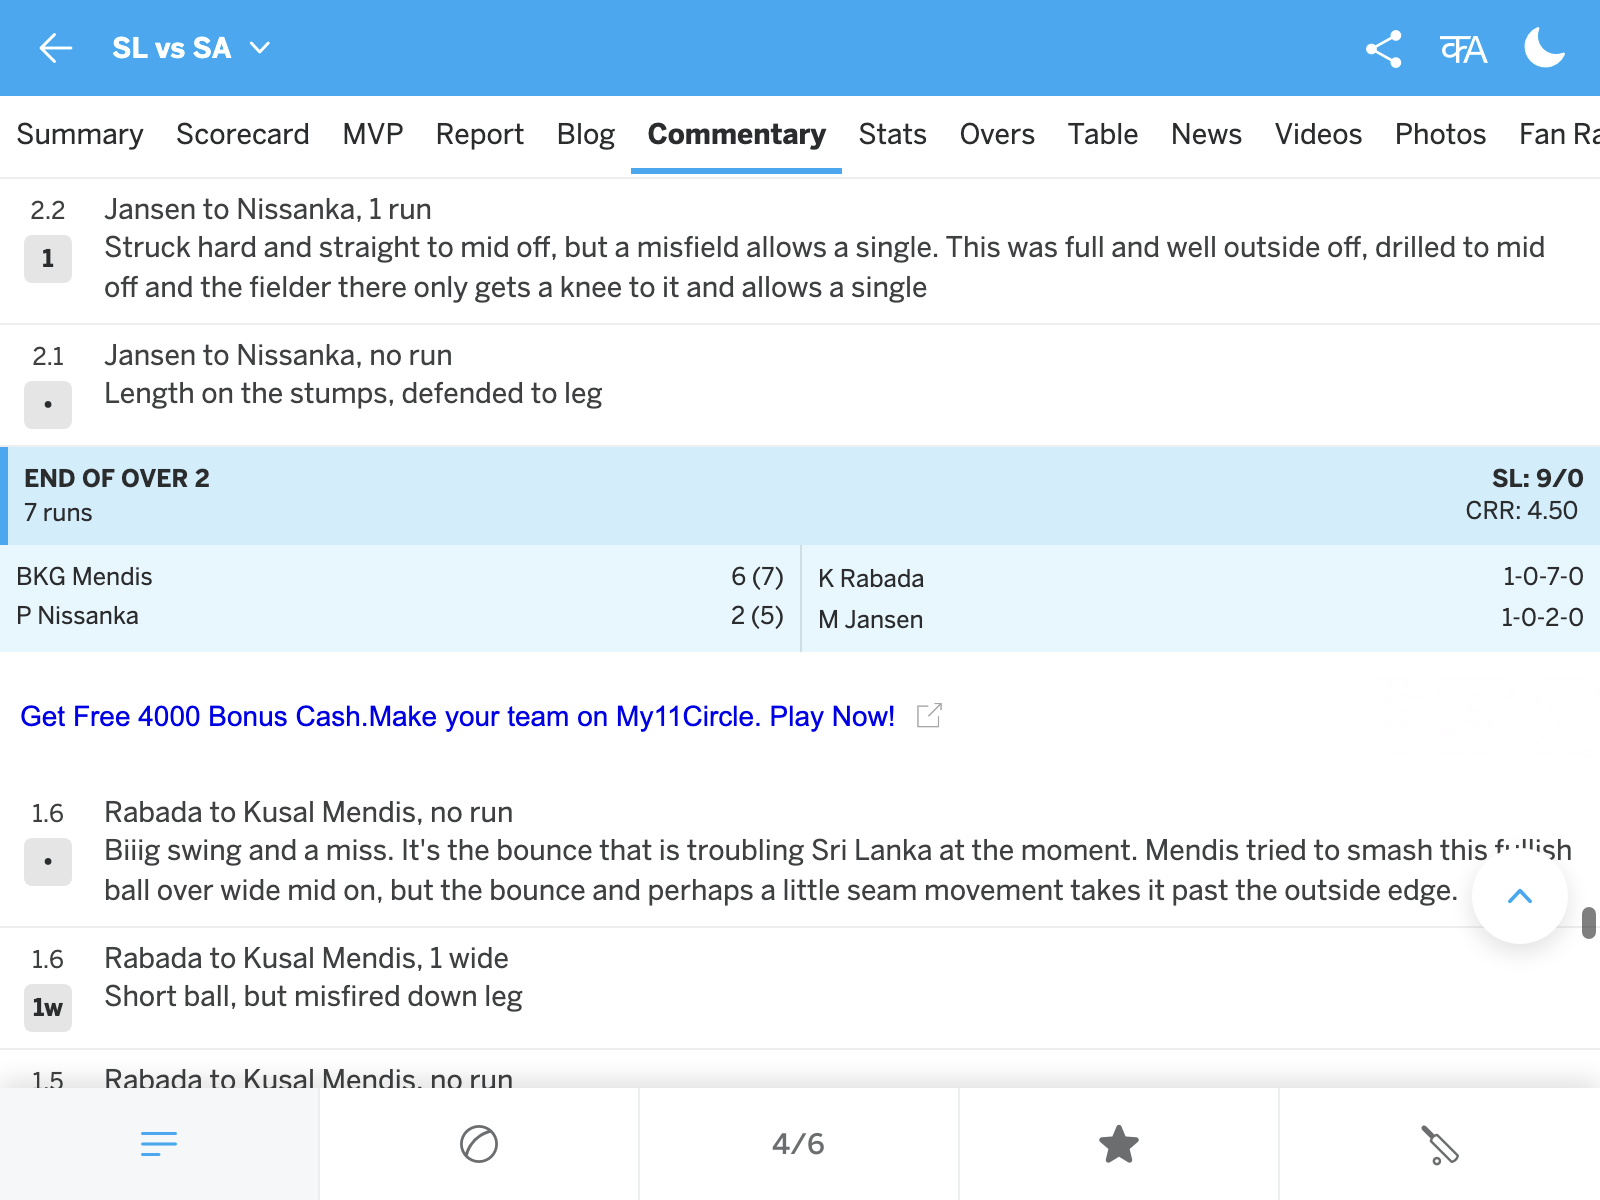 SL vs SA
क A
Summary Scorecard MVP Report Blog Commentary Stats Overs Table News Videos Photos Fan Ra
2.2 Jansen to Nissanka, 1 run
1 Struck hard and straight to mid off, but a misfield allows a single. This was full and well outside off, drilled to mid
off and the fielder there only gets a knee to it and allows a single
2.1 Jansen to Nissanka, no run
• Length on the stumps, defended to leg
END OF OVER 2 SL: 9/0
7 runs CRR: 4.50
BKG Mendis 6 (7) K Rabada 1-0-7-0
P Nissanka 2 (5) M Jansen 1-0-2-0
Get Free 4000 Bonus Cash.Make your team on My11Circle. Play Now!
1.6 Rabada to Kusal Mendis, no run
• Biiig swing and a miss. It's the bounce that is troubling Sri Lanka at the moment. Mendis tried to smash this fullish
ball over wide mid on, but the bounce and perhaps a little seam movement takes it past the outside edge.
1.6 Rabada to Kusal Mendis, 1 wide
1w Short ball, but misfired down leg
1.5 Rabada to Kusal Mendis, no run
4/6